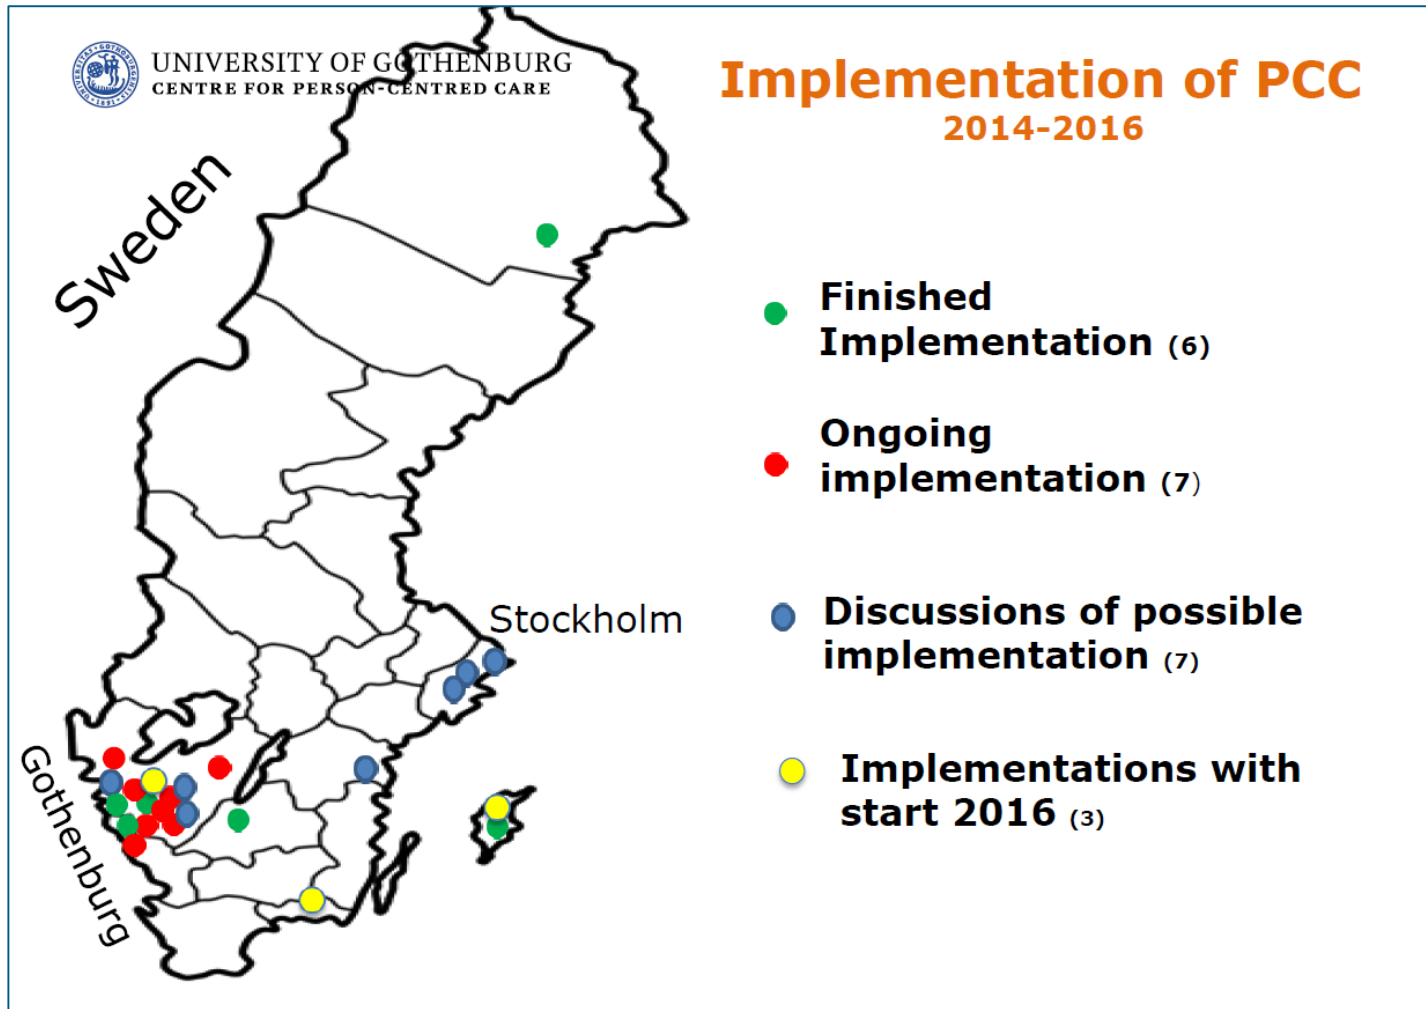 UNIVERSITY OF GOTHENBURG
CENTRE FOR PERSON-CENTRED CARE
Implementation of PCC
2014-2016
Sweden
Finished
Implementation (6)
Ongoing
implementation (7)
Stockholm
Discussions of possible
implementation (7)
Gothenburg
Implementations with
start 2016 (3)